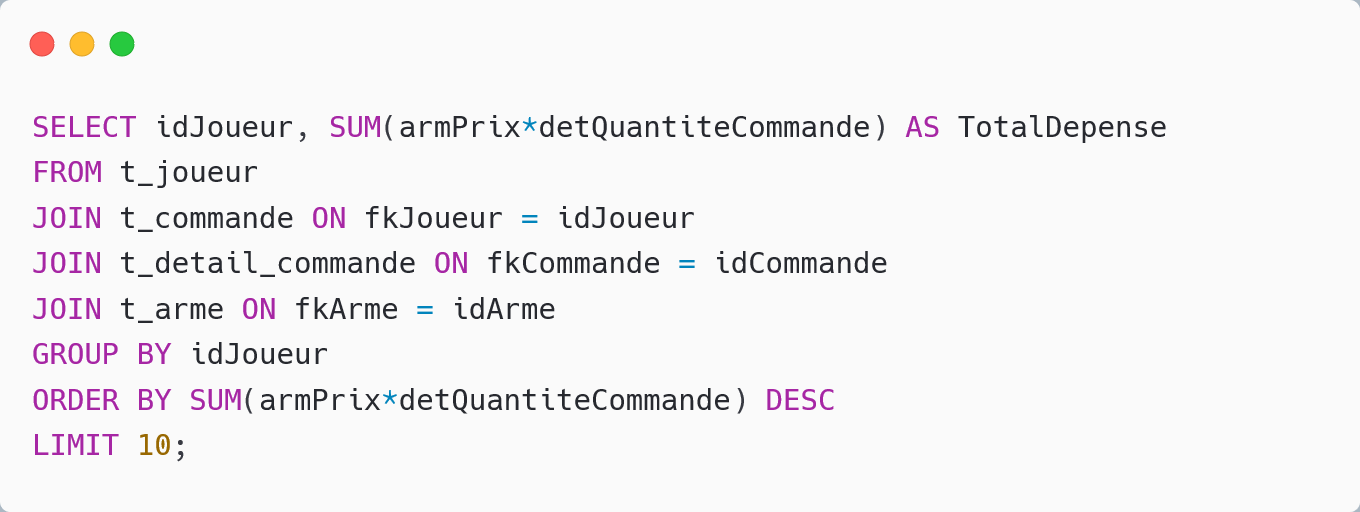 SELECT idJoueur, SUM(armPrix*detQuantiteCommande) AS TotalDepense
FROM t_joueur
JOIN t_commande ON fkJoueur = idJoueur
JOIN t_detail_commande ON fkCommande = idCommande
JOIN t_arme ON fkArme = idArme
GROUP BY idJoueur
ORDER BY SUM(armPrix*detQuantiteCommande) DESC
LIMIT 10;